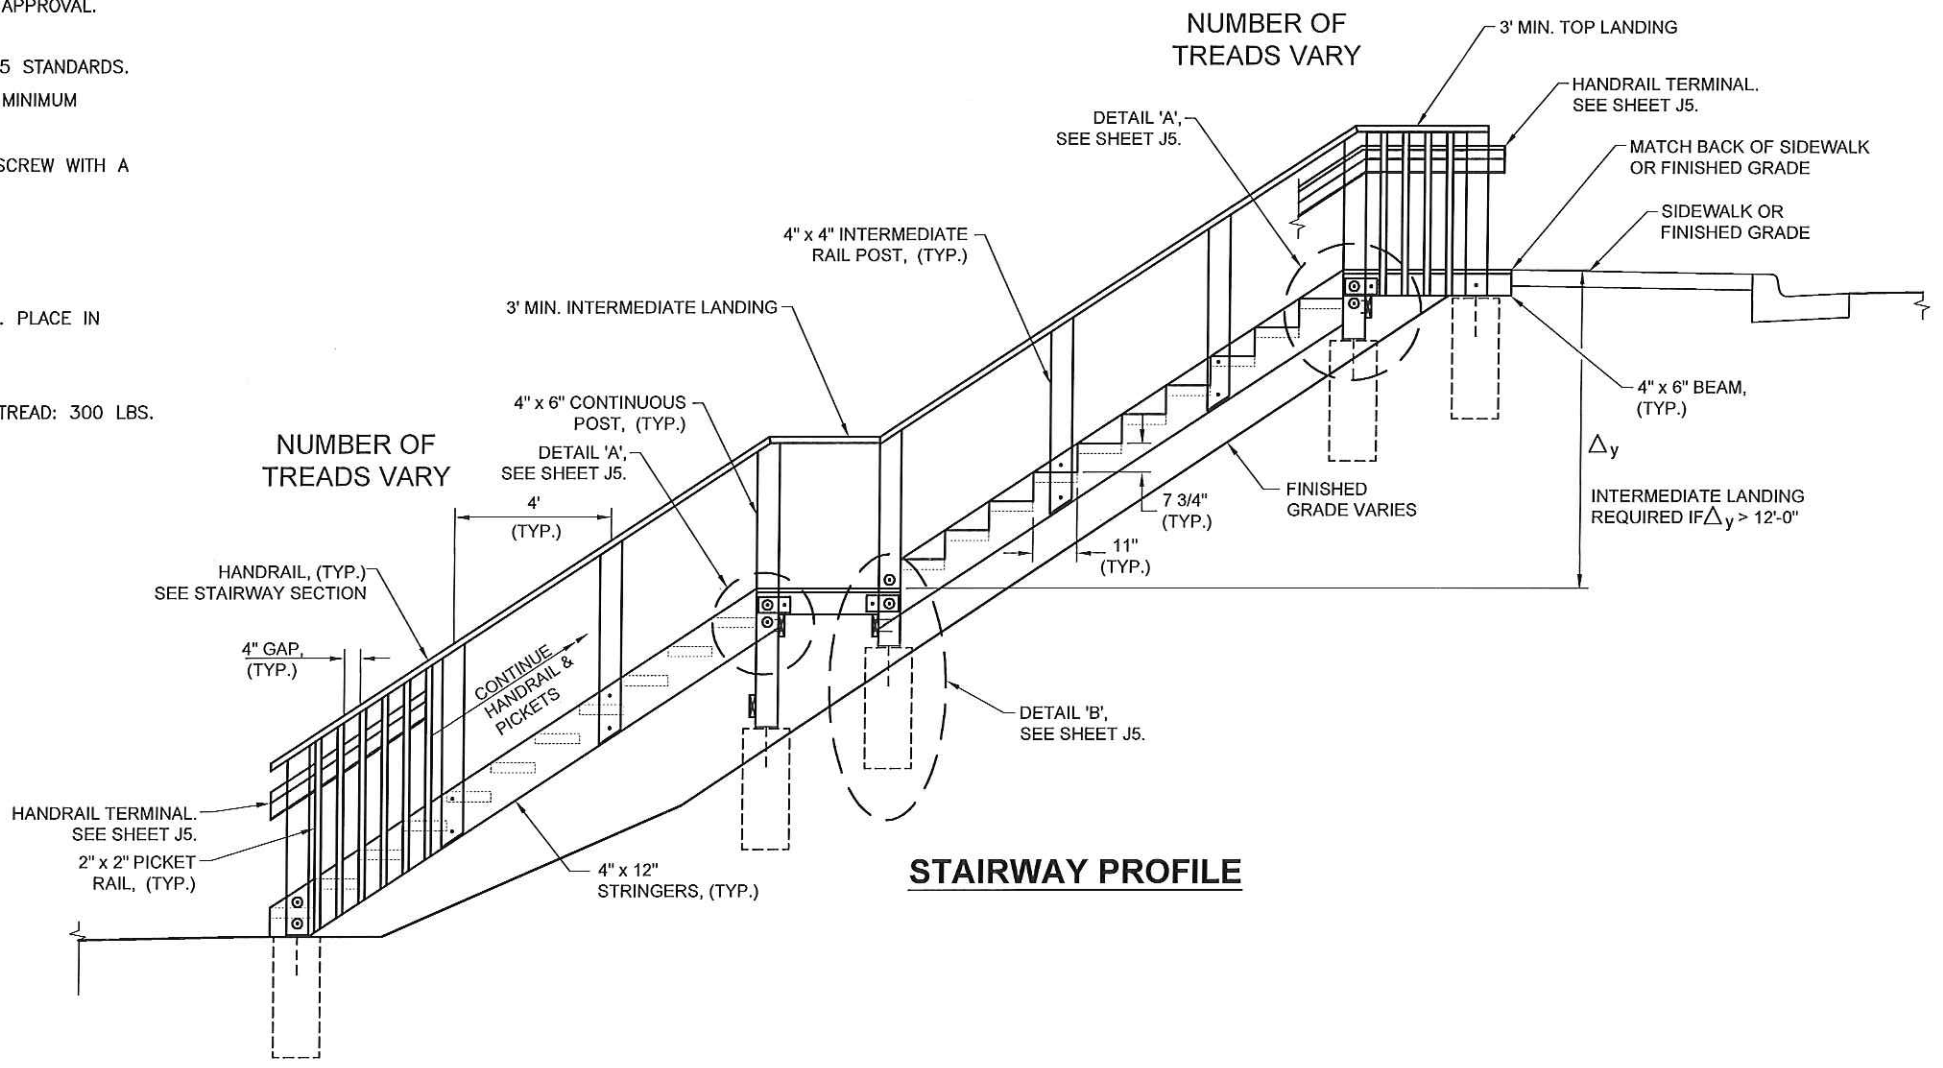 APPROVAL.
5 STANDARDS.
MINIMUM
SCREW WITH A
. PLACE IN
TREAD: 300 LBS.
NUMBER OF
TREADS VARY
3' MIN. TOP LANDING
HANDRAIL TERMINAL.
SEE SHEET J5.
DETAIL 'A',
SEE SHEET J5.
MATCH BACK OF SIDEWALK
OR FINISHED GRADE
SIDEWALK OR
FINISHED GRADE
4" x 4" INTERMEDIATE
RAIL POST, (TYP.)
3' MIN. INTERMEDIATE LANDING
4" x 6" CONTINUOUS
POST, (TYP.)
DETAIL 'A',
SEE SHEET J5.
NUMBER OF
TREADS VARY
4'
(TYP.)
4" x 6" BEAM,
(TYP.)
Δy
INTERMEDIATE LANDING
REQUIRED IF Δy > 12'-0"
FINISHED
GRADE VARIES
7 3/4"
(TYP.)
11"
(TYP.)
HANDRAIL, (TYP.)
SEE STAIRWAY SECTION
4" GAP,
(TYP.)
CONTINUE
HANDRAIL &
PICKETS
DETAIL 'B',
SEE SHEET J5.
HANDRAIL TERMINAL.
SEE SHEET J5.
2" x 2" PICKET
RAIL, (TYP.)
4" x 12"
STRINGERS, (TYP.)
STAIRWAY PROFILE